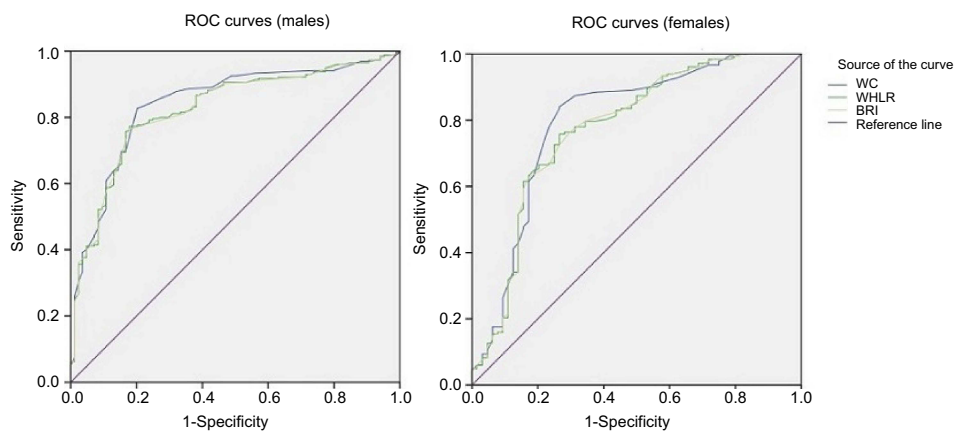 ROC curves (males)
1.0
0.8
0.6
0.4
0.2
0.0
Sensitivity
0.0 0.2 0.4 0.6 0.8 1.0
1-Specificity
ROC curves (females)
1.0
0.8
0.6
0.4
0.2
0.0
Sensitivity
0.0 0.2 0.4 0.6 0.8 1.0
1-Specificity
Source of the curve
WC
WHLR
BRI
Reference line